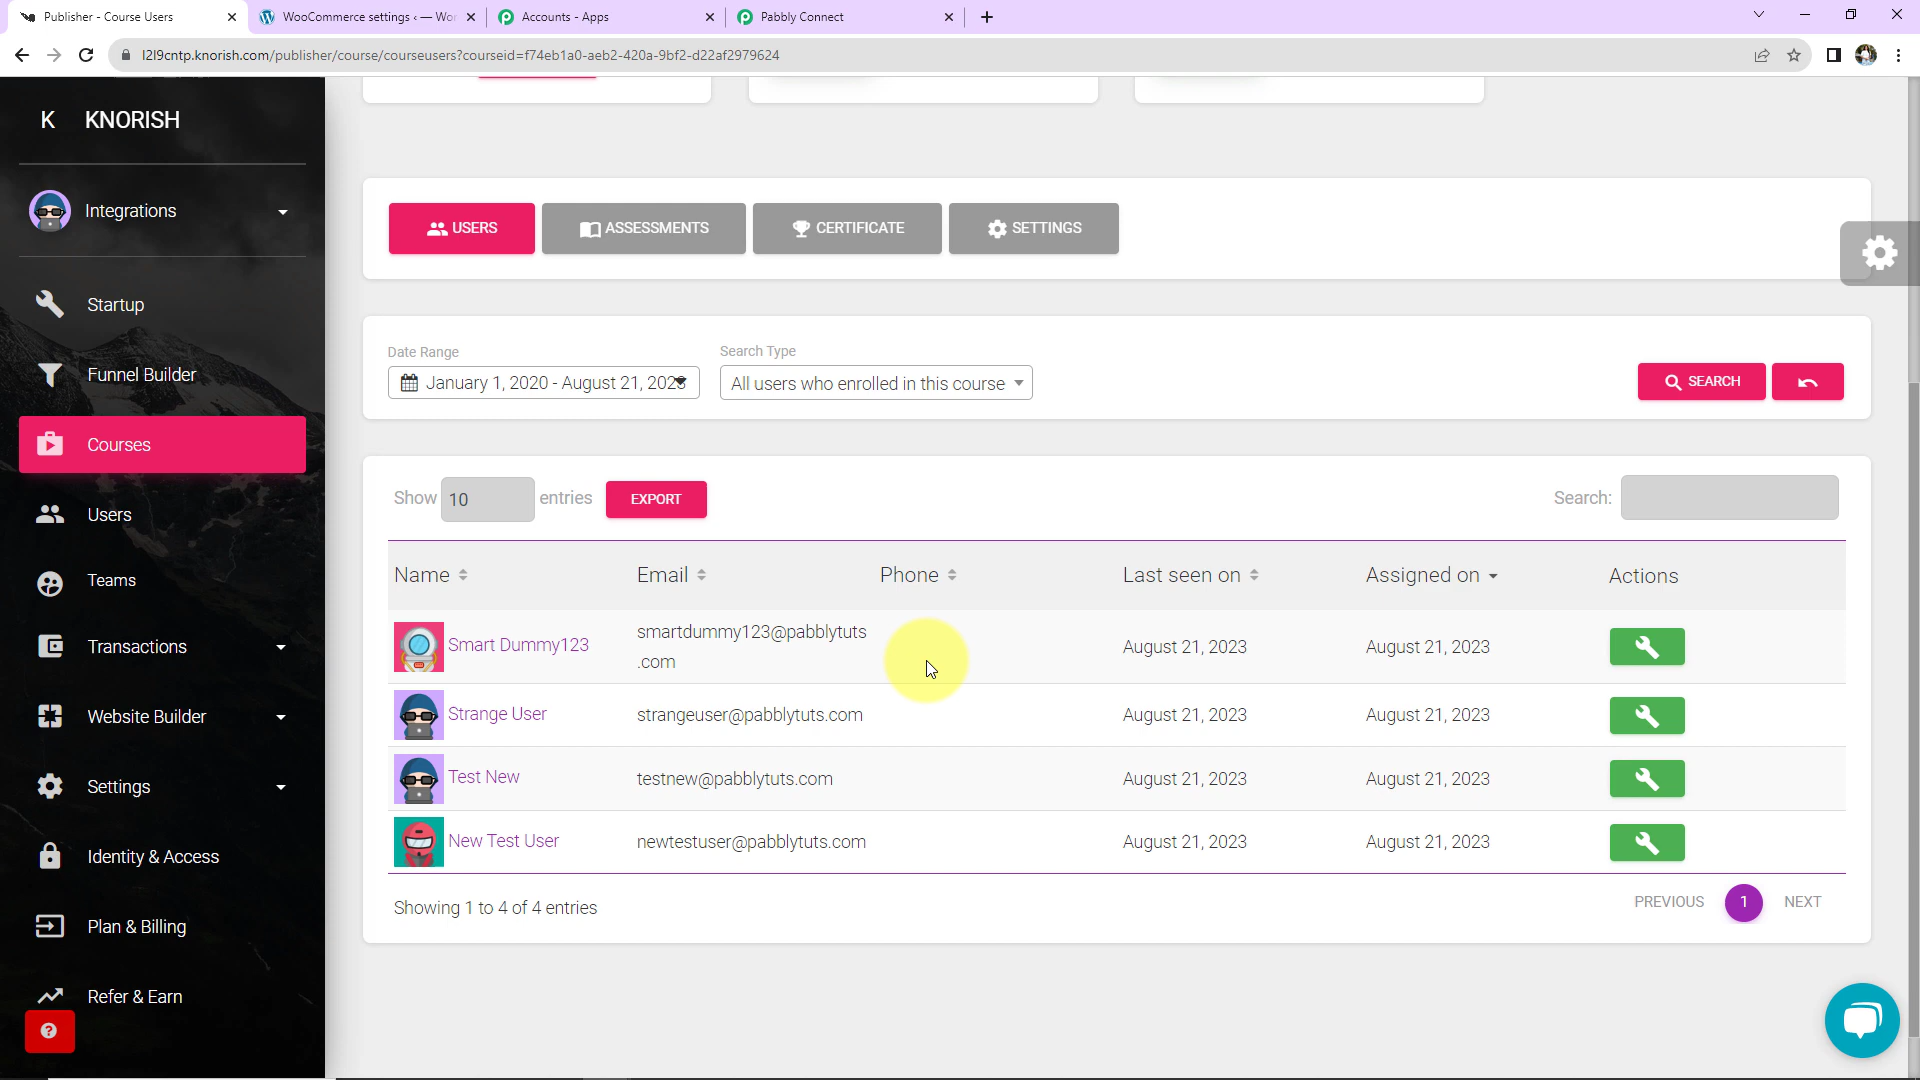 Publisher - Course Users
WooCommerce settings ‹ — Wor
Accounts - Apps
Pabbly Connect
l2l9cntp.knorish.com/publisher/course/courseusers?courseid=f74eb1a0-aeb2-420a-9bf2-d22af2979624
K KNORISH
Integrations
Startup
Funnel Builder
Courses
Users
Teams
Transactions
Website Builder
Settings
Identity & Access
Plan & Billing
Refer & Earn
USERS
ASSESSMENTS
CERTIFICATE
SETTINGS
Date Range
January 1, 2020 - August 21, 2023
Search Type
All users who enrolled in this course
SEARCH
Show 10 entries
EXPORT
Search:
Name Email Phone Last seen on Assigned on Actions
Smart Dummy123 smartdummy123@pabblytuts August 21, 2023 August 21, 2023
.com
Strange User strangeuser@pabblytuts.com August 21, 2023 August 21, 2023
Test New testnew@pabblytuts.com August 21, 2023 August 21, 2023
New Test User newtestuser@pabblytuts.com August 21, 2023 August 21, 2023
Showing 1 to 4 of 4 entries
PREVIOUS 1 NEXT